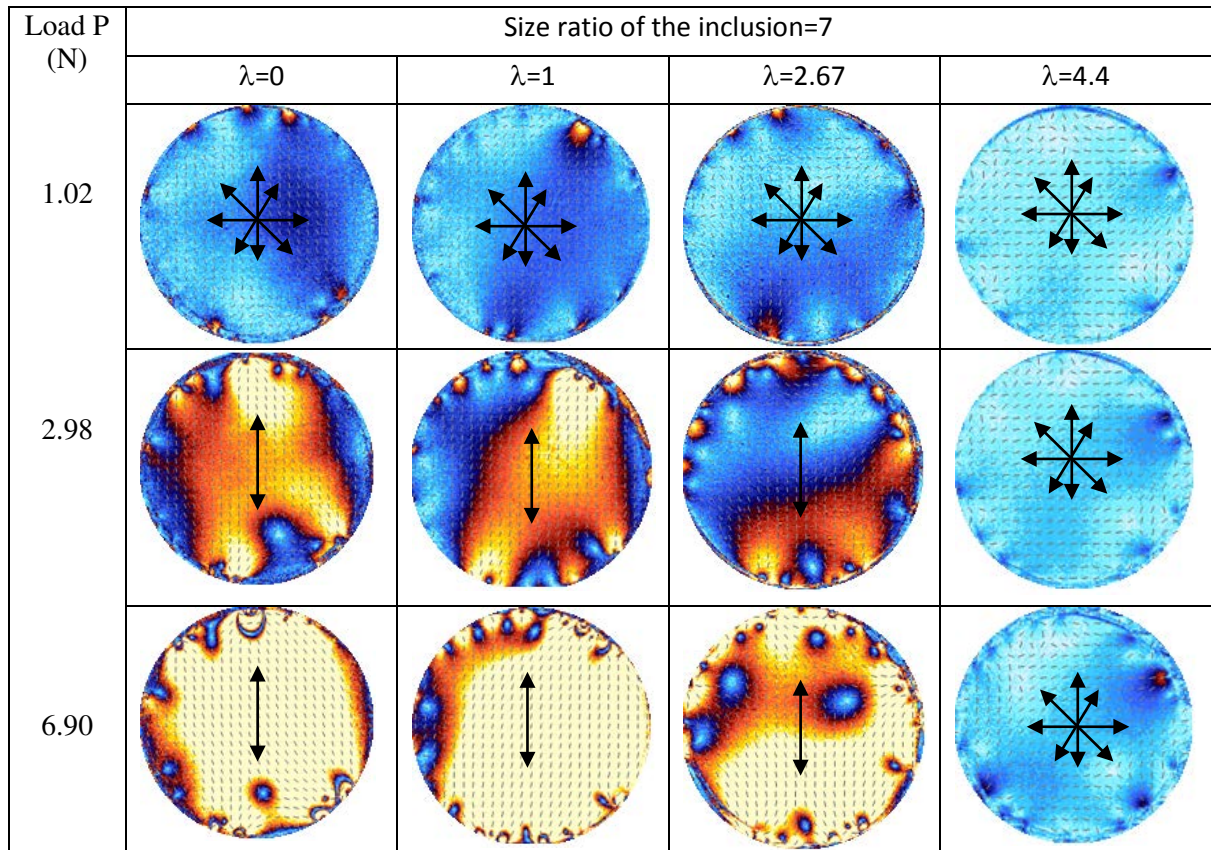 Load P
(N)
Size ratio of the inclusion=7
λ=0
λ=1
λ=2.67
λ=4.4
1.02
2.98
6.90